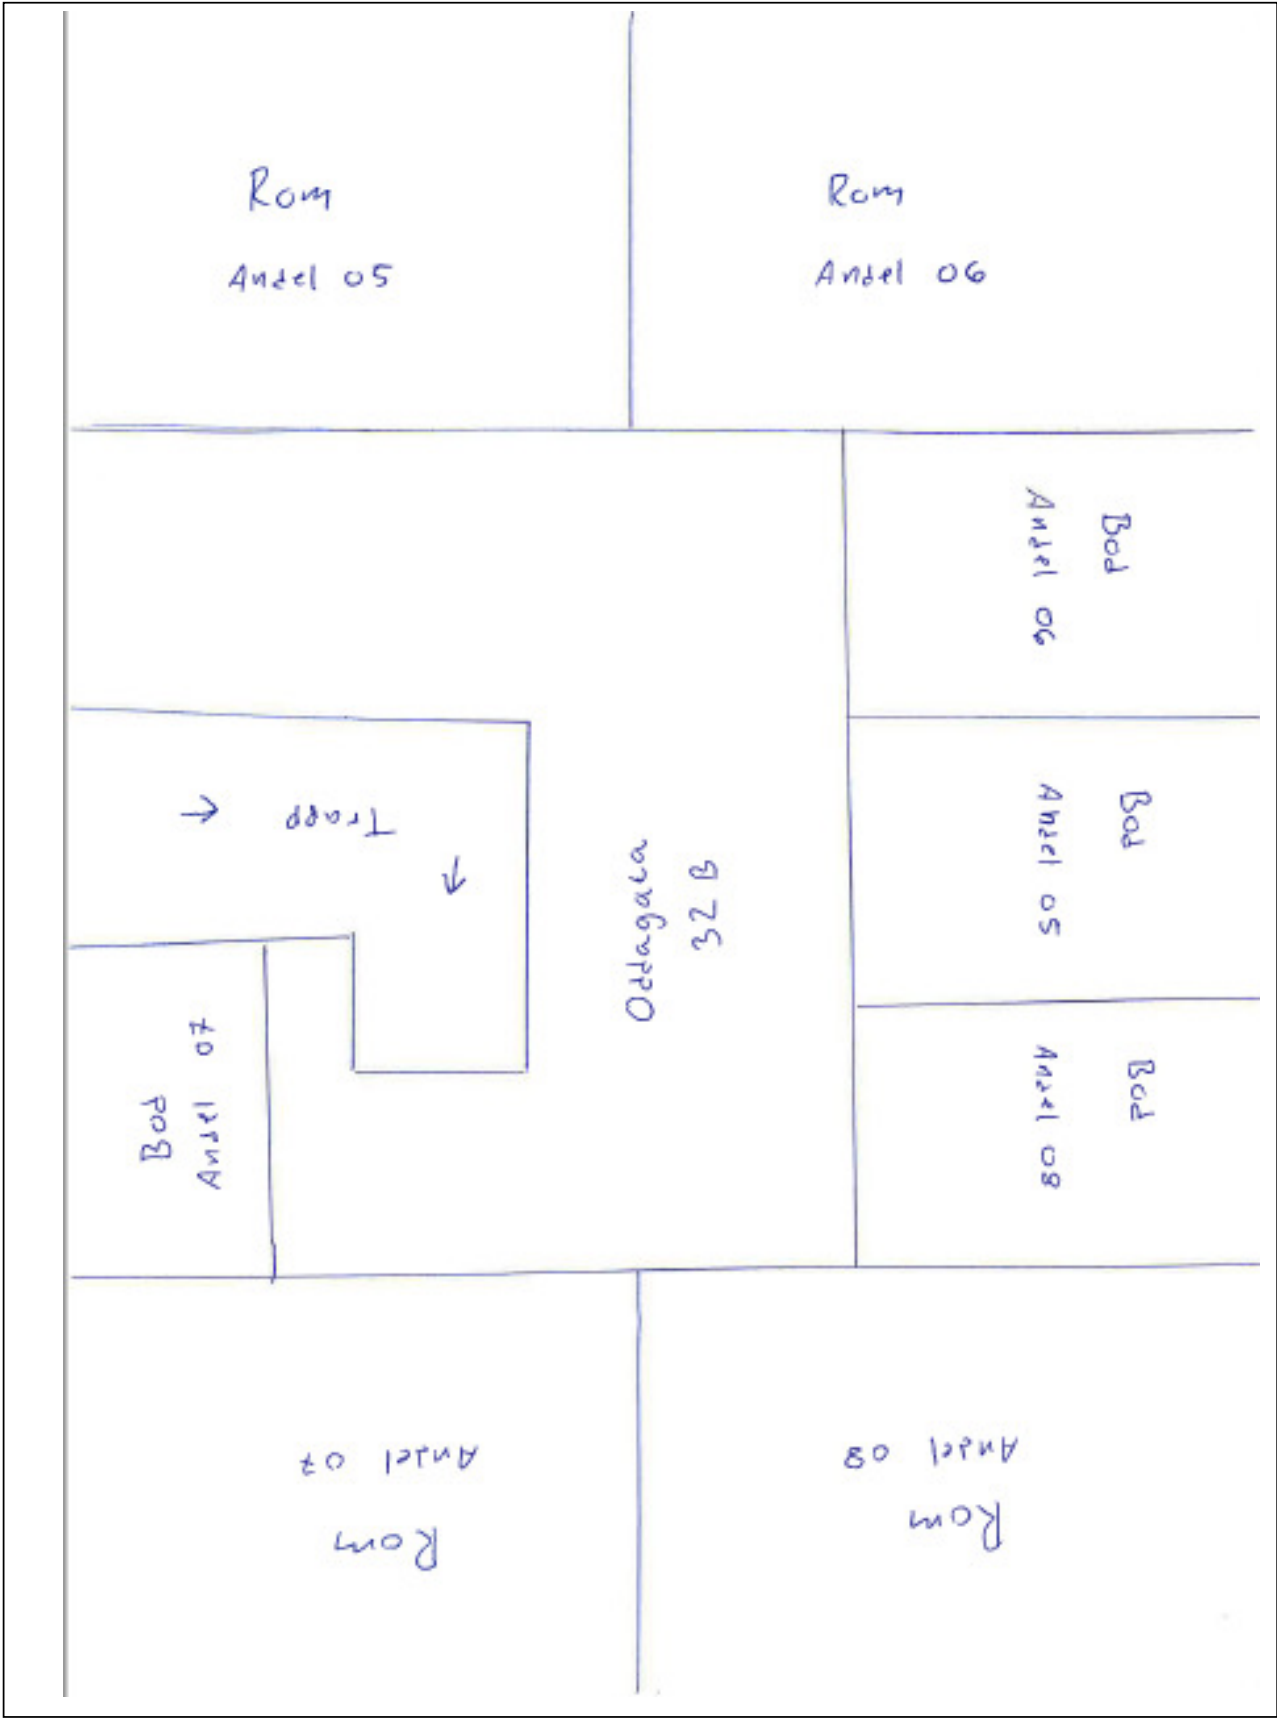 Rom
Andel 05
Rom
Andel 06
Bod
Andel 06
Trapp
Bod
Andel 05
Oddagata
32 B
Bod
Andel 07
Bod
Andel 08
Rom
Andel 07
Rom
Andel 08